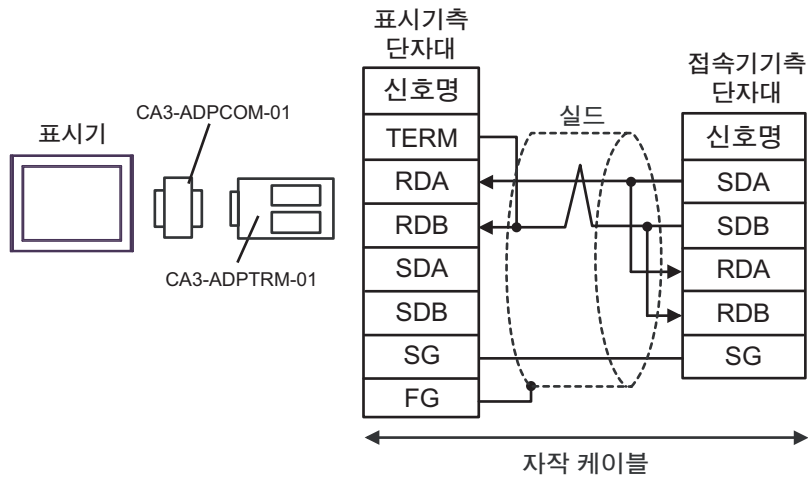 표시기
CA3-ADPCOM-01
CA3-ADPTRM-01
표시기측
단자대
신호명
TERM
RDA
RDB
SDA
SDB
SG
FG
실드
접속기기측
단자대
신호명
SDA
SDB
RDA
RDB
SG
자작 케이블